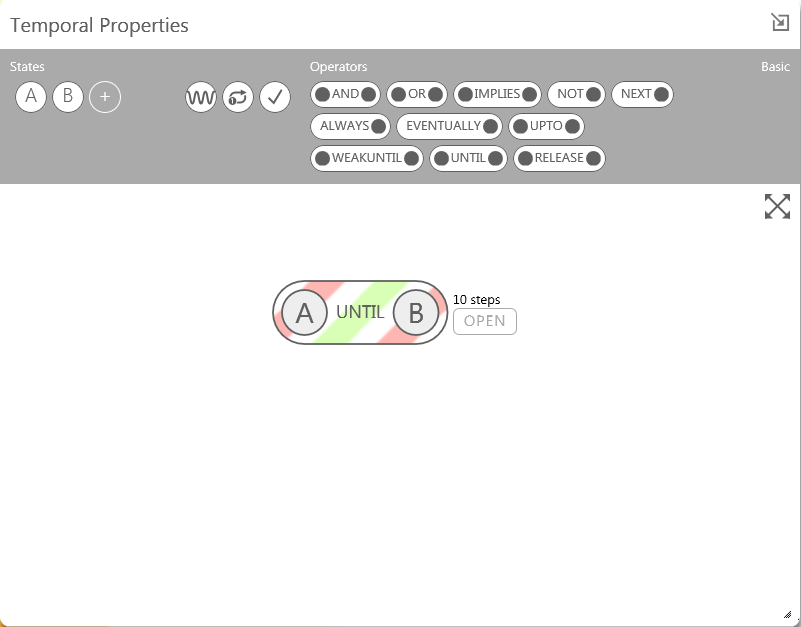 Temporal Properties
States
Operators
Basic
A
B
+
AND
OR
IMPLIES
NOT
NEXT
ALWAYS
EVENTUALLY
UPTO
WEAKUNTIL
UNTIL
RELEASE
A UNTIL B
10 steps
OPEN